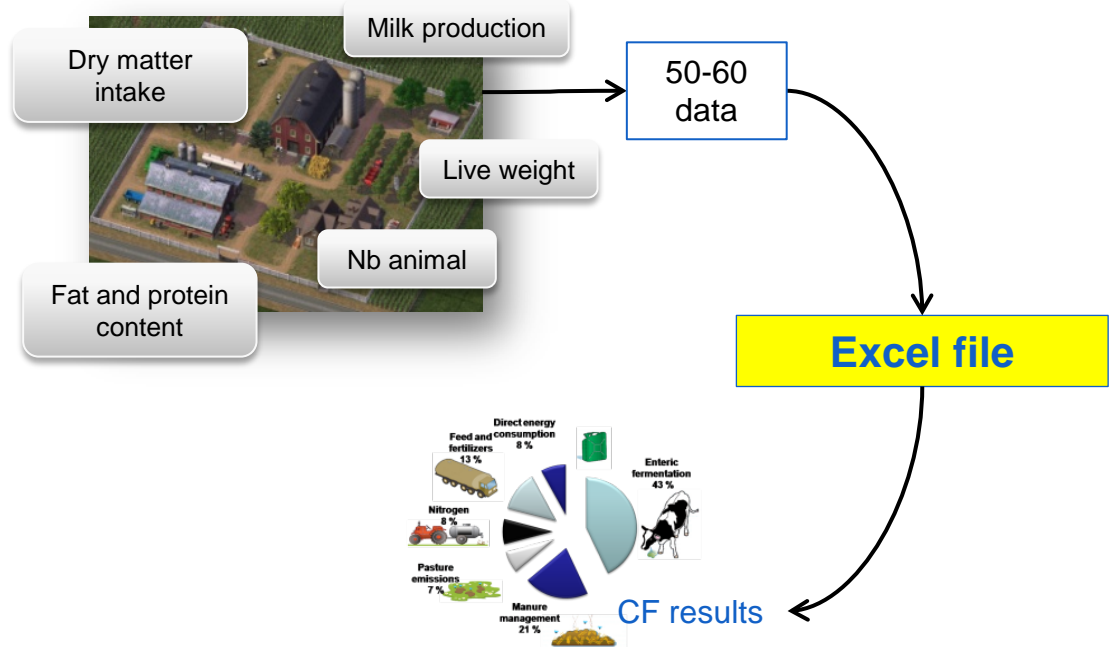 Milk production
Dry matter
intake
50-60
data
Live weight
Nb animal
Fat and protein
content
Excel file
Direct energy
consumption
8 %
Feed and
fertilizers
13 %
Enteric
fermentation
43 %
Nitrogen
8 %
Pasture
emissions
7 %
Manure
management
21 %
CF results